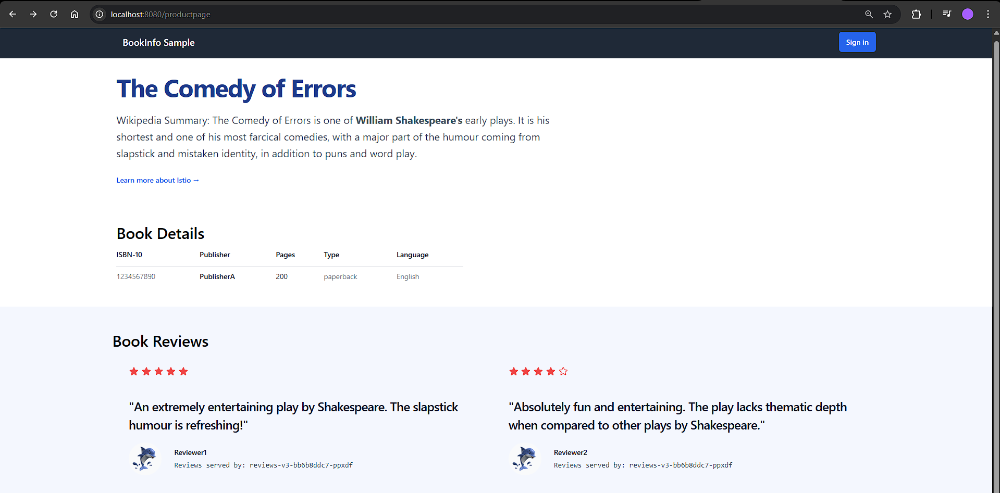 localhost:8080/productpage
BookInfo Sample
Sign in
The Comedy of Errors
Wikipedia Summary: The Comedy of Errors is one of William Shakespeare's early plays. It is his
shortest and one of his most farcical comedies, with a major part of the humour coming from
slapstick and mistaken identity, in addition to puns and word play.
Learn more about Istio →
Book Details
ISBN-10 Publisher Pages Type Language
1234567890 PublisherA 200 paperback English
Book Reviews
"An extremely entertaining play by Shakespeare. The slapstick
humour is refreshing!"
Reviewer1
Reviews served by: reviews-v3-bb6b8ddc7-ppxdf
"Absolutely fun and entertaining. The play lacks thematic depth
when compared to other plays by Shakespeare."
Reviewer2
Reviews served by: reviews-v3-bb6b8ddc7-ppxdf